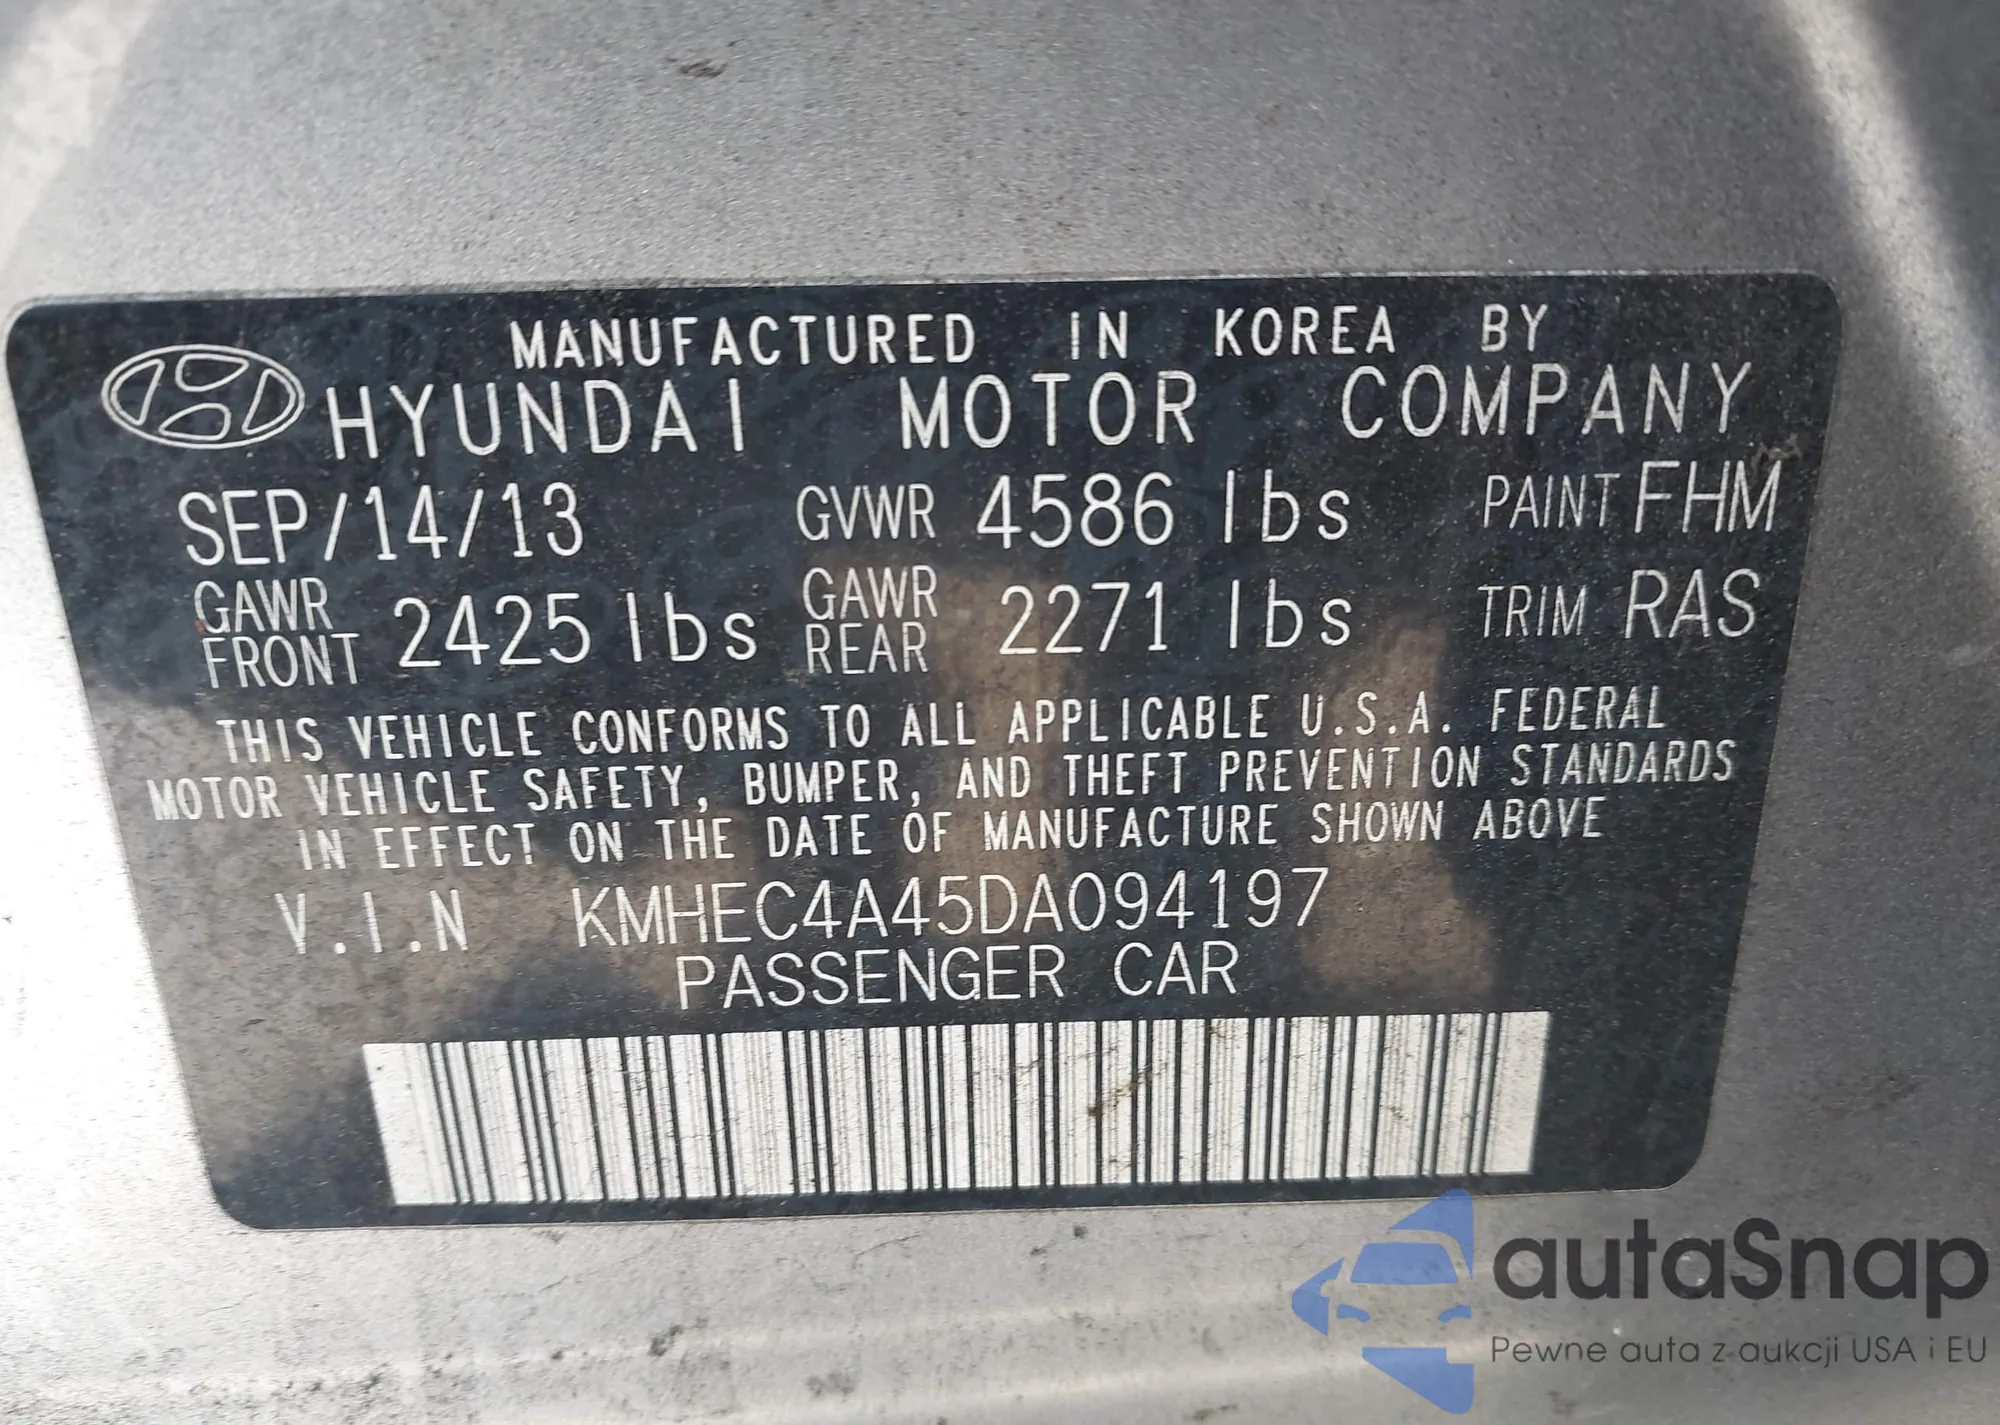 MANUFACTURED IN KOREA BY
HYUNDAI MOTOR COMPANY
SEP/14/13 GVWR 4586 lbs PAINT FHM
GAWR FRONT 2425 lbs GAWR REAR 2271 lbs TRIM RAS
THIS VEHICLE CONFORMS TO ALL APPLICABLE U.S.A. FEDERAL
MOTOR VEHICLE SAFETY, BUMPER, AND THEFT PREVENTION STANDARDS
IN EFFECT ON THE DATE OF MANUFACTURE SHOWN ABOVE
V.I.N KMHEC4A45DA094197
PASSENGER CAR
autaSnap
Pewne auta z aukcji USA i EU